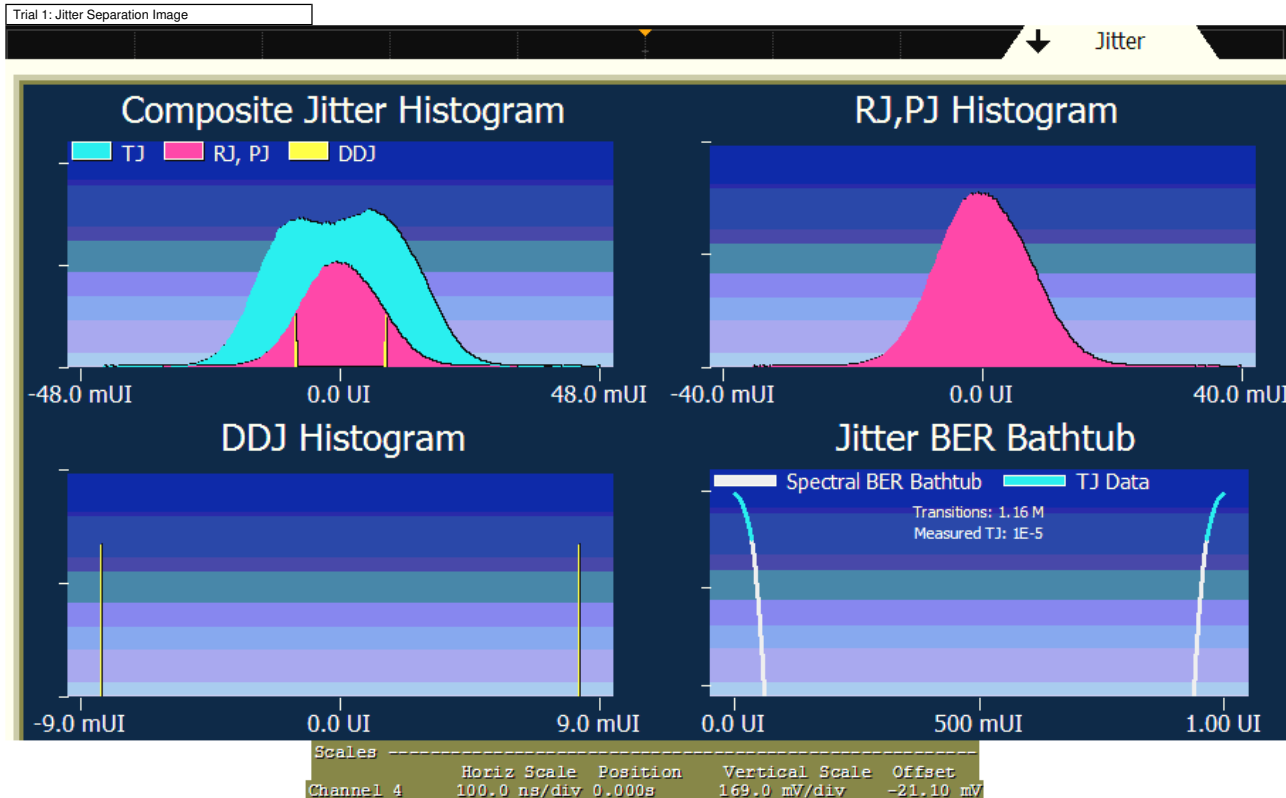 Trial 1: Jitter Separation Image
Jitter
Composite Jitter Histogram
TJ RJ, PJ DDJ
-48.0 mUI 0.0 UI 48.0 mUI
RJ,PJ Histogram
-40.0 mUI 0.0 UI 40.0 mUI
DDJ Histogram
-9.0 mUI 0.0 UI 9.0 mUI
Jitter BER Bathtub
Spectral BER Bathtub TJ Data
Transitions: 1.16 M
Measured TJ: 1E-5
0.0 UI 500 mUI 1.00 UI
Scales ---------------------------------------------------------
Horiz Scale Position Vertical Scale Offset
Channel 4 100.0 ns/div 0.000s 169.0 mV/div -21.10 mV